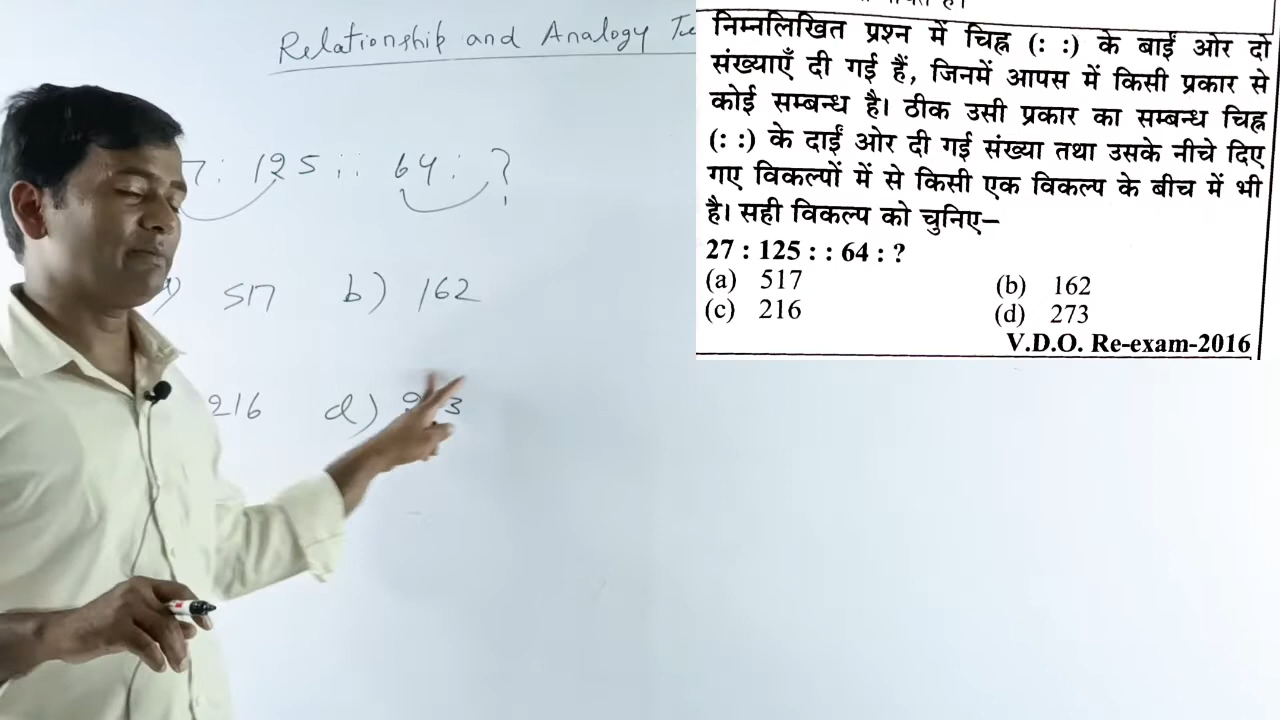 Relationship and Analogy
7 : 125 :: 64 : ?
517 b) 162
216 d)
निम्नलिखित प्रश्न में चिह्न (: :) के बाईं ओर दो
संख्याएँ दी गई हैं, जिनमें आपस में किसी प्रकार से
कोई सम्बन्ध है। ठीक उसी प्रकार का सम्बन्ध चिह्न
(: :) के दाईं ओर दी गई संख्या तथा उसके नीचे दिए
गए विकल्पों में से किसी एक विकल्प के बीच में भी
है। सही विकल्प को चुनिए–
27 : 125 : : 64 : ?
(a) 517 (b) 162
(c) 216 (d) 273
V.D.O. Re-exam-2016